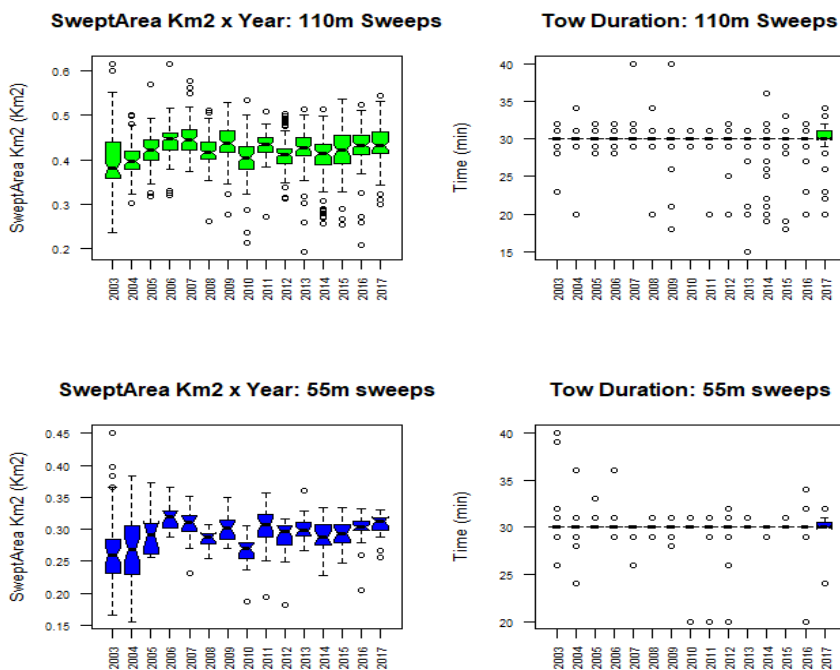 SweptArea Km2 x Year: 110m Sweeps
SweptArea Km2 (Km2)
0.6
0.5
0.4
0.3
0.2
2003 2004 2005 2006 2007 2008 2009 2010 2011 2012 2013 2014 2015 2016 2017
Tow Duration: 110m Sweeps
Time (min)
40
35
30
25
20
15
2003 2004 2005 2006 2007 2008 2009 2010 2011 2012 2013 2014 2015 2016 2017
SweptArea Km2 x Year: 55m sweeps
SweptArea Km2 (Km2)
0.45
0.40
0.35
0.30
0.25
0.20
0.15
2003 2004 2005 2006 2007 2008 2009 2010 2011 2012 2013 2014 2015 2016 2017
Tow Duration: 55m sweeps
Time (min)
40
35
30
25
20
2003 2004 2005 2006 2007 2008 2009 2010 2011 2012 2013 2014 2015 2016 2017